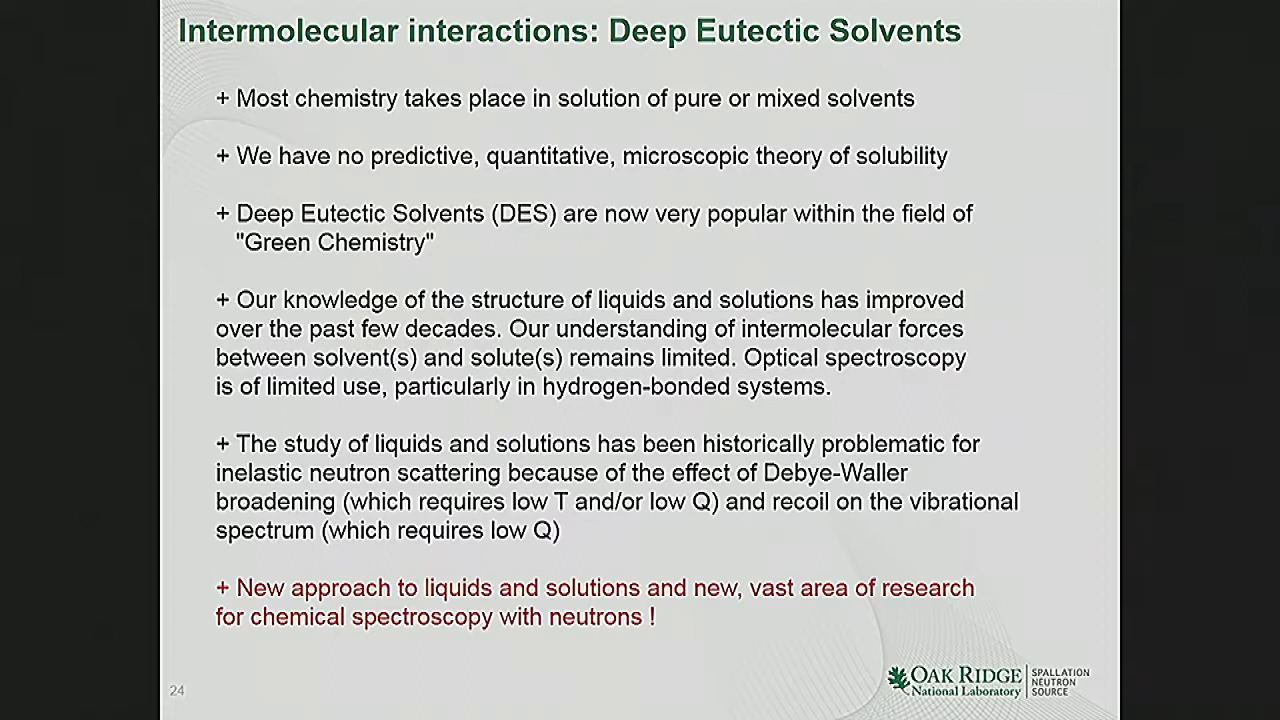 Intermolecular interactions: Deep Eutectic Solvents
+ Most chemistry takes place in solution of pure or mixed solvents
+ We have no predictive, quantitative, microscopic theory of solubility
+ Deep Eutectic Solvents (DES) are now very popular within the field of
"Green Chemistry"
+ Our knowledge of the structure of liquids and solutions has improved
over the past few decades. Our understanding of intermolecular forces
between solvent(s) and solute(s) remains limited. Optical spectroscopy
is of limited use, particularly in hydrogen-bonded systems.
+ The study of liquids and solutions has been historically problematic for
inelastic neutron scattering because of the effect of Debye-Waller
broadening (which requires low T and/or low Q) and recoil on the vibrational
spectrum (which requires low Q)
+ New approach to liquids and solutions and new, vast area of research
for chemical spectroscopy with neutrons !
24
OAK RIDGE
National Laboratory
SPALLATION
NEUTRON
SOURCE